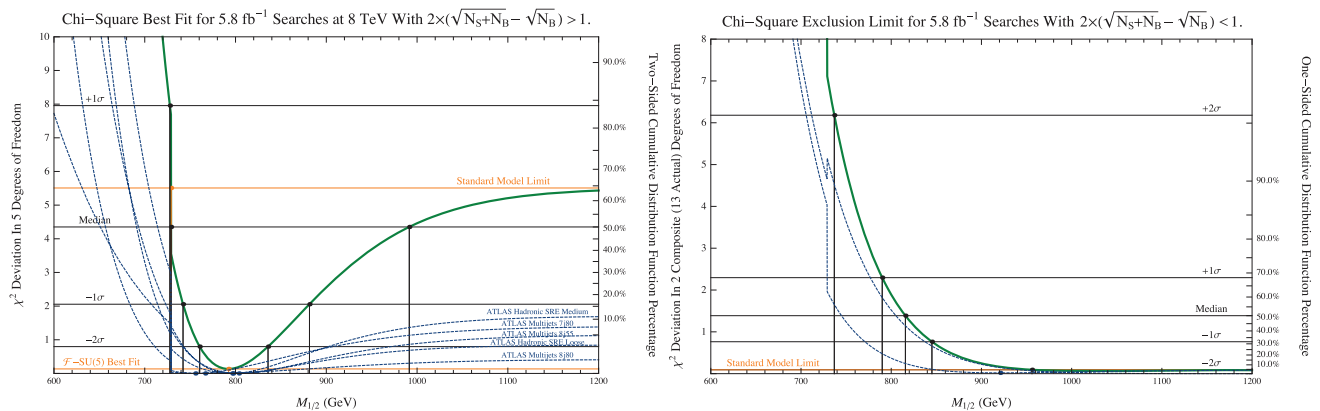 Chi−Square Best Fit for 5.8 fb⁻¹ Searches at 8 TeV With 2×(√N_S+N_B − √N_B) > 1.
10
9
8
7
6
5
4
3
2
1
χ² Deviation In 5 Degrees of Freedom
+1σ
Median
−1σ
−2σ
F−SU(5) Best Fit
Standard Model Limit
ATLAS Hadronic SRE Medium
ATLAS Multijets 7j80
ATLAS Multijets 8j55
ATLAS Hadronic SRE Loose
ATLAS Multijets 8j80
90.0%
80.0%
70.0%
60.0%
50.0%
40.0%
30.0%
20.0%
10.0%
Two−Sided Cumulative Distribution Function Percentage
600
700
800
900
1000
1100
1200
M₁/₂ (GeV)
Chi−Square Exclusion Limit for 5.8 fb⁻¹ Searches With 2×(√N_S+N_B − √N_B) < 1.
8
7
6
5
4
3
2
1
χ² Deviation In 2 Composite (13 Actual) Degrees of Freedom
+2σ
+1σ
Median
−1σ
−2σ
Standard Model Limit
90.0%
80.0%
70.0%
60.0%
50.0%
40.0%
30.0%
20.0%
10.0%
One−Sided Cumulative Distribution Function Percentage
600
700
800
900
1000
1100
1200
M₁/₂ (GeV)